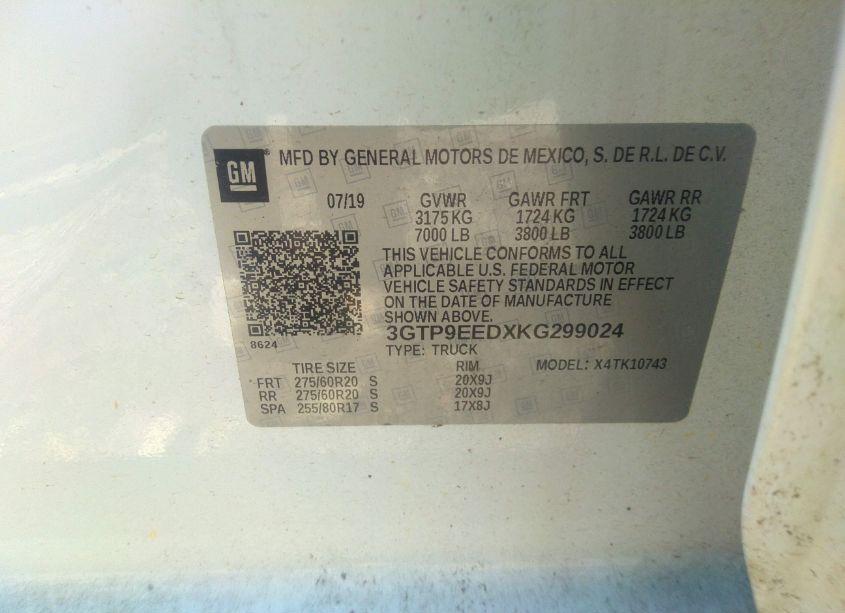 GM ® MFD BY GENERAL MOTORS DE MEXICO, S. DE R.L. DE C.V.
07/19 GVWR GAWR FRT GAWR RR
3175 KG 1724 KG 1724 KG
7000 LB 3800 LB 3800 LB
THIS VEHICLE CONFORMS TO ALL
APPLICABLE U.S. FEDERAL MOTOR
VEHICLE SAFETY STANDARDS IN EFFECT
ON THE DATE OF MANUFACTURE
SHOWN ABOVE.
3GTP9EEDXKG299024
8624
TYPE: TRUCK
MODEL: X4TK10743
TIRE SIZE RIM
FRT 275/60R20 S 20X9J
RR 275/60R20 S 20X9J
SPA 255/80R17 S 17X8J